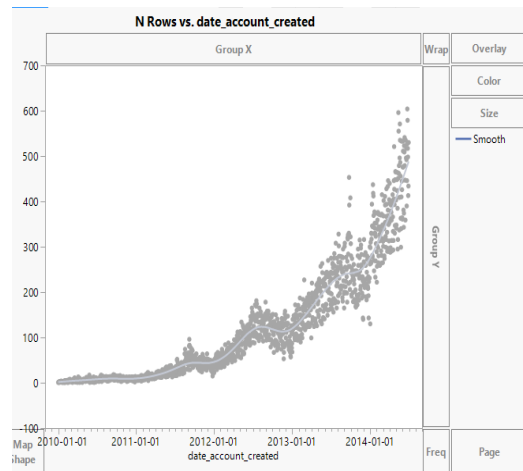 N Rows vs. date_account_created
Group X
Wrap
Overlay
Color
Size
Smooth
700
600
500
400
300
200
100
0
-100
Group Y
2010-01-01 2011-01-01 2012-01-01 2013-01-01 2014-01-01
date_account_created
Map
Shape
Freq
Page